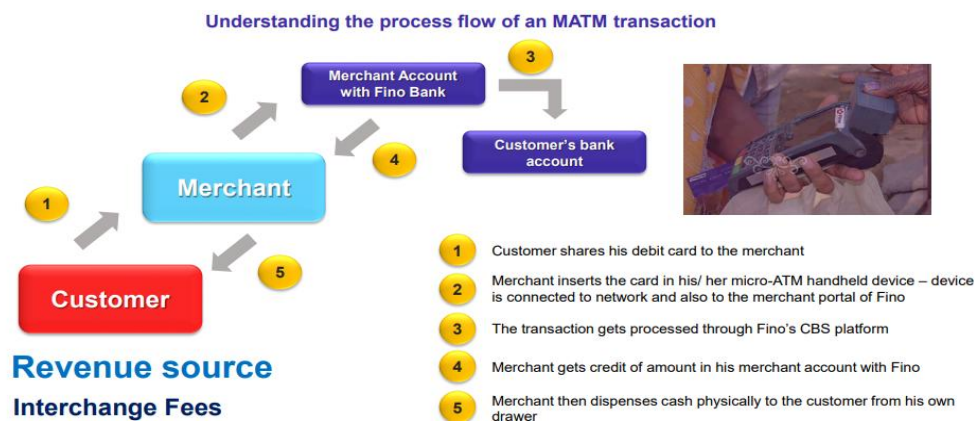 Understanding the process flow of an MATM transaction
3
Merchant Account
with Fino Bank
2
Customer's bank
account
4
Merchant
1
5
Customer
1
Customer shares his debit card to the merchant
2
Merchant inserts the card in his/ her micro-ATM handheld device – device
is connected to network and also to the merchant portal of Fino
3
The transaction gets processed through Fino's CBS platform
4
Merchant gets credit of amount in his merchant account with Fino
5
Merchant then dispenses cash physically to the customer from his own
drawer
Revenue source
Interchange Fees